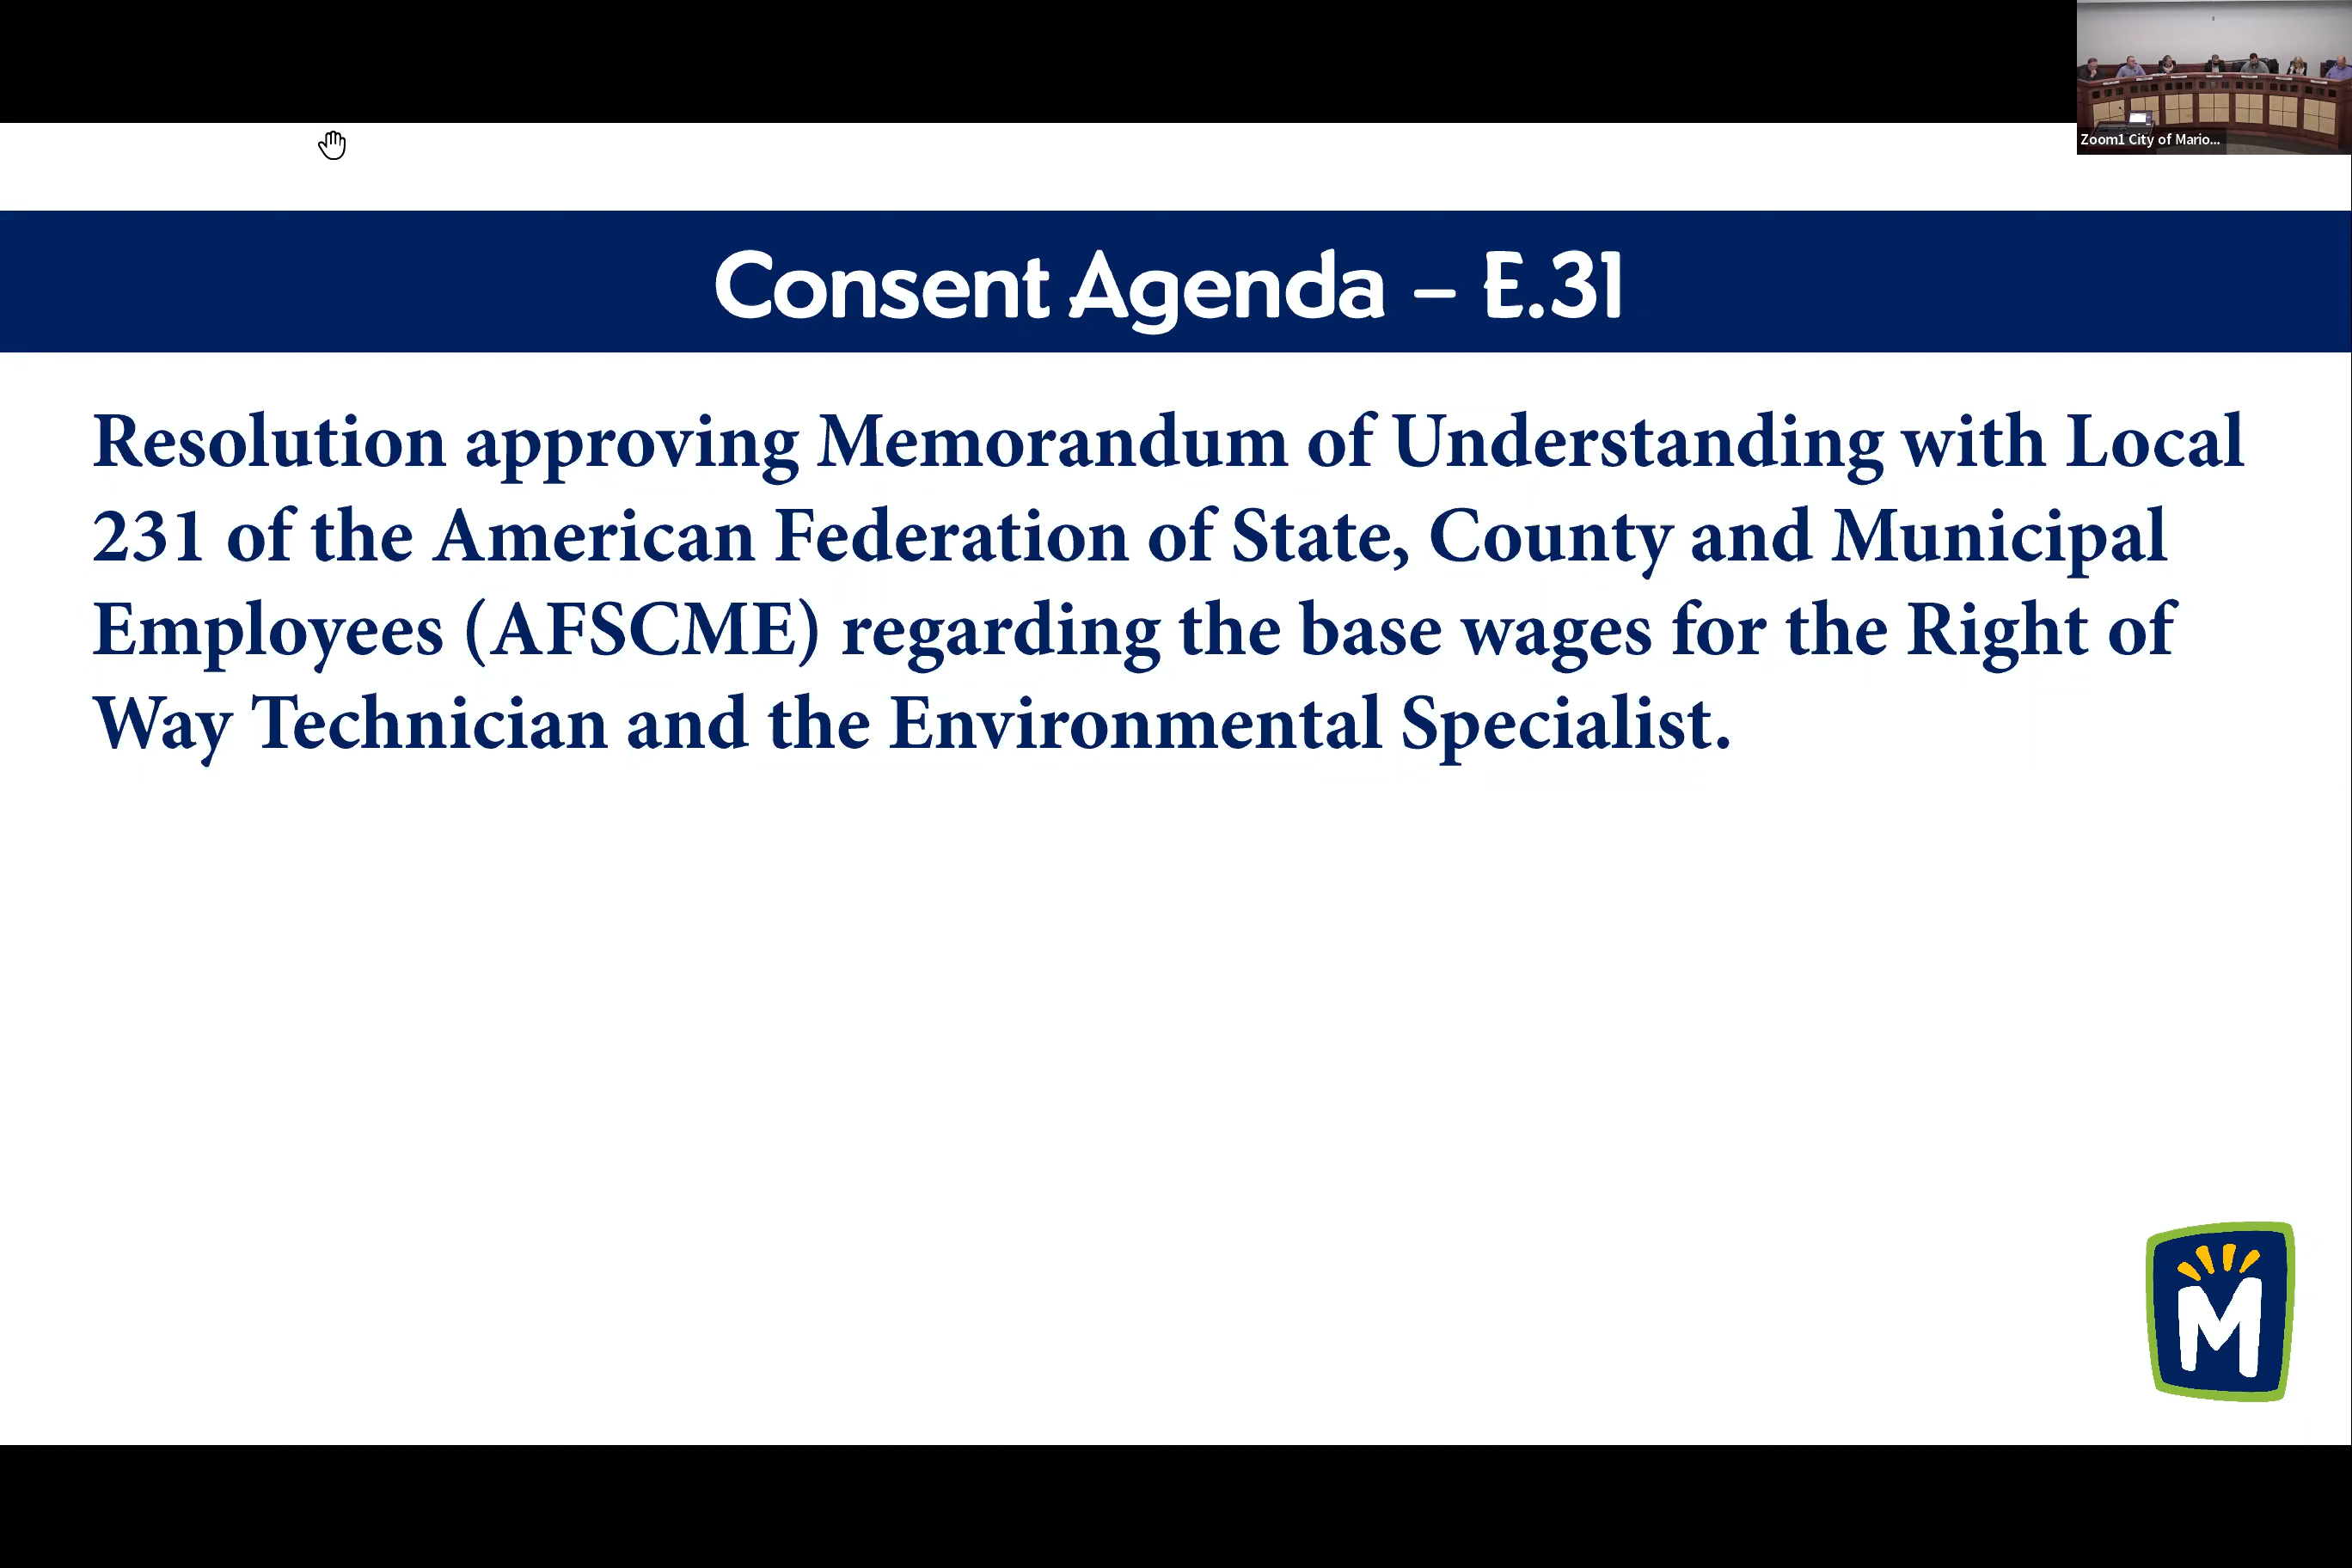 Zoom1 City of Mario...
Consent Agenda – E.31
Resolution approving Memorandum of Understanding with Local
231 of the American Federation of State, County and Municipal
Employees (AFSCME) regarding the base wages for the Right of
Way Technician and the Environmental Specialist.
M